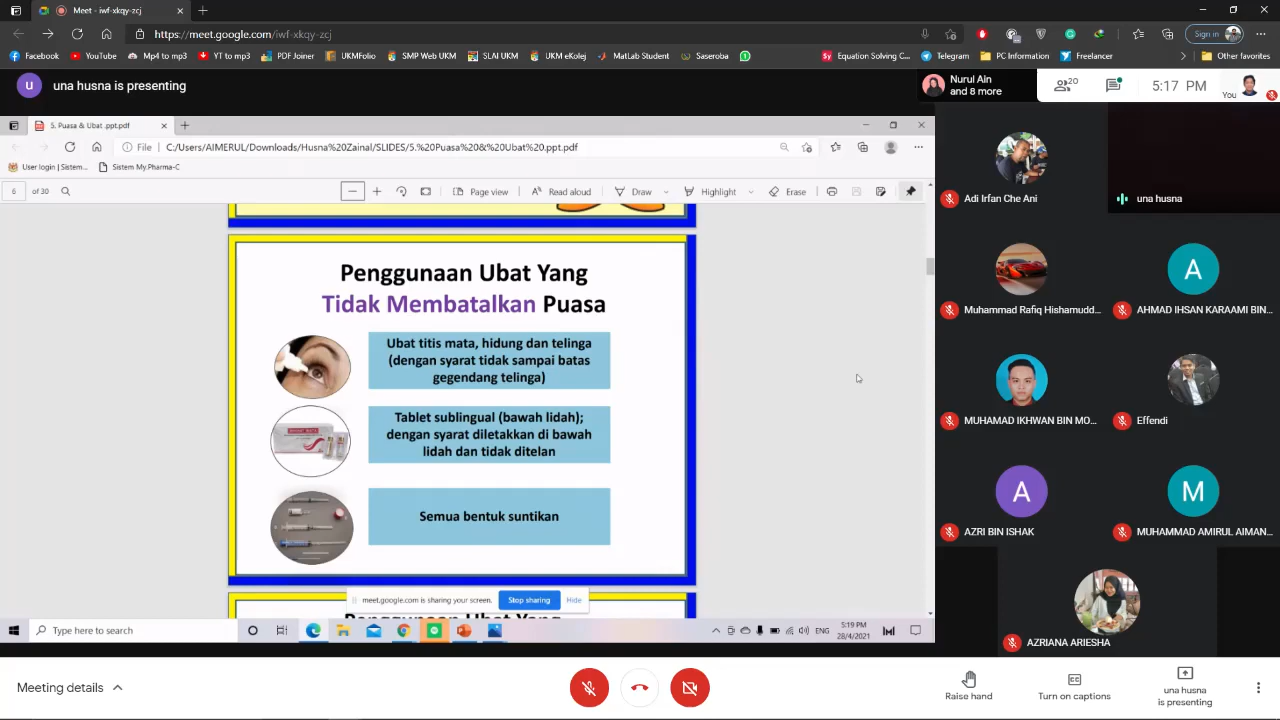 Meet - iwf-xkqy-zcj
https://meet.google.com/iwf-xkqy-zcj
Sign in
Facebook
YouTube
Mp4 to mp3
YT to mp3
PDF Joiner
UKMFolio
SMP Web UKM
SLAI UKM
UKM eKolej
MatLab Student
Saseroba
Equation Solving C...
Telegram
PC Information
Freelancer
Other favorites
u
una husna is presenting
Nurul Ain
and 8 more
20
5:17 PM
You
5. Puasa & Ubat .ppt.pdf
File
C:/Users/AIMERUL/Downloads/Husna%20Zainal/SLIDES/5.%20Puasa%20&%20Ubat%20.ppt.pdf
User login | Sistem...
Sistem My.Pharma-C
6 of 30
Page view
Read aloud
Draw
Highlight
Erase
Penggunaan Ubat Yang
Tidak Membatalkan Puasa
Ubat titis mata, hidung dan telinga
(dengan syarat tidak sampai batas
gegendang telinga)
Tablet sublingual (bawah lidah);
dengan syarat diletakkan di bawah
lidah dan tidak ditelan
Semua bentuk suntikan
meet.google.com is sharing your screen.
Stop sharing
Hide
Type here to search
ENG
5:19 PM
28/4/2021
Adi Irfan Che Ani
una husna
Muhammad Rafiq Hishamudd...
A
AHMAD IHSAN KARAAMI BIN...
MUHAMAD IKHWAN BIN MO...
Effendi
A
AZRI BIN ISHAK
M
MUHAMMAD AMIRUL AIMAN...
AZRIANA ARIESHA
Meeting details
Raise hand
Turn on captions
una husna
is presenting